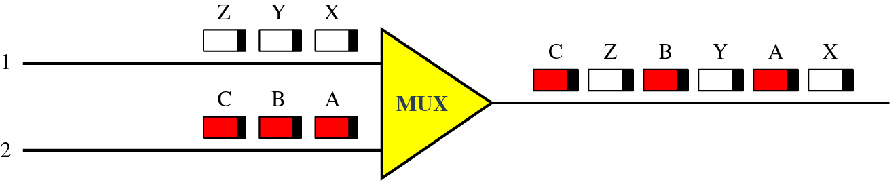 Z Y X
1
C B A
2
MUX
C Z B Y A X